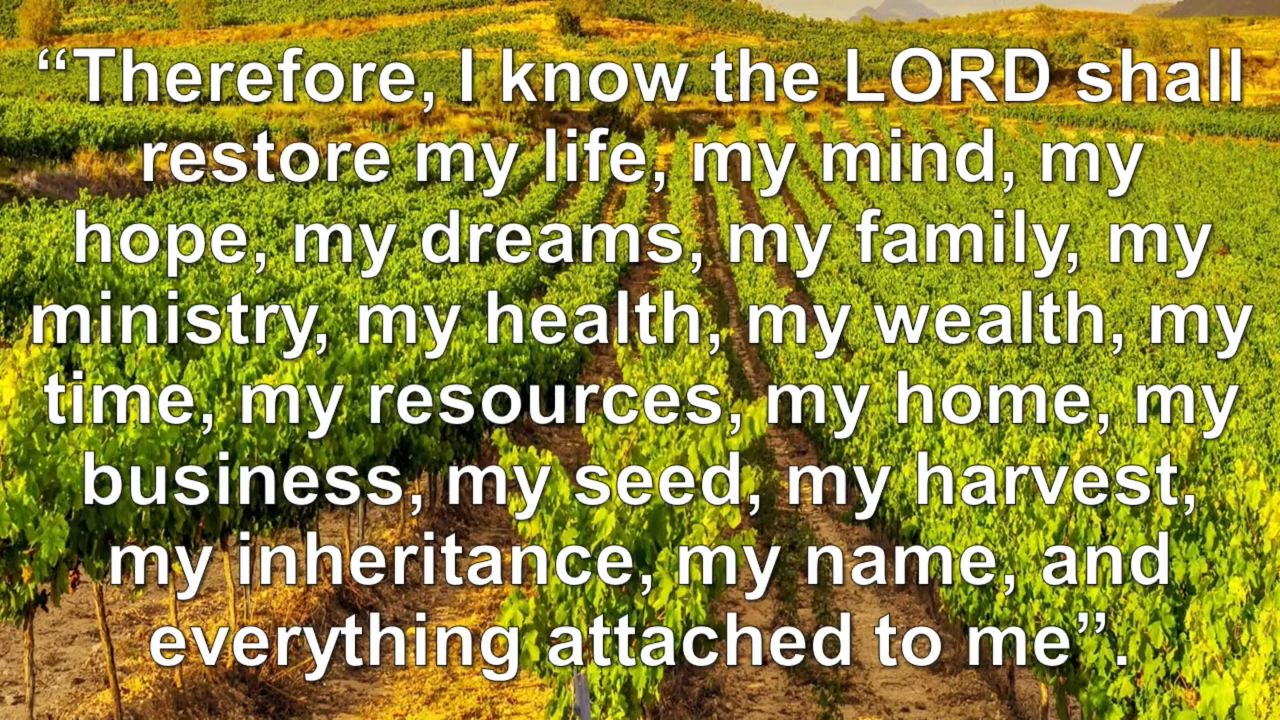 “Therefore, I know the LORD shall
restore my life, my mind, my
hope, my dreams, my family, my
ministry, my health, my wealth, my
time, my resources, my home, my
business, my seed, my harvest,
my inheritance, my name, and
everything attached to me”.